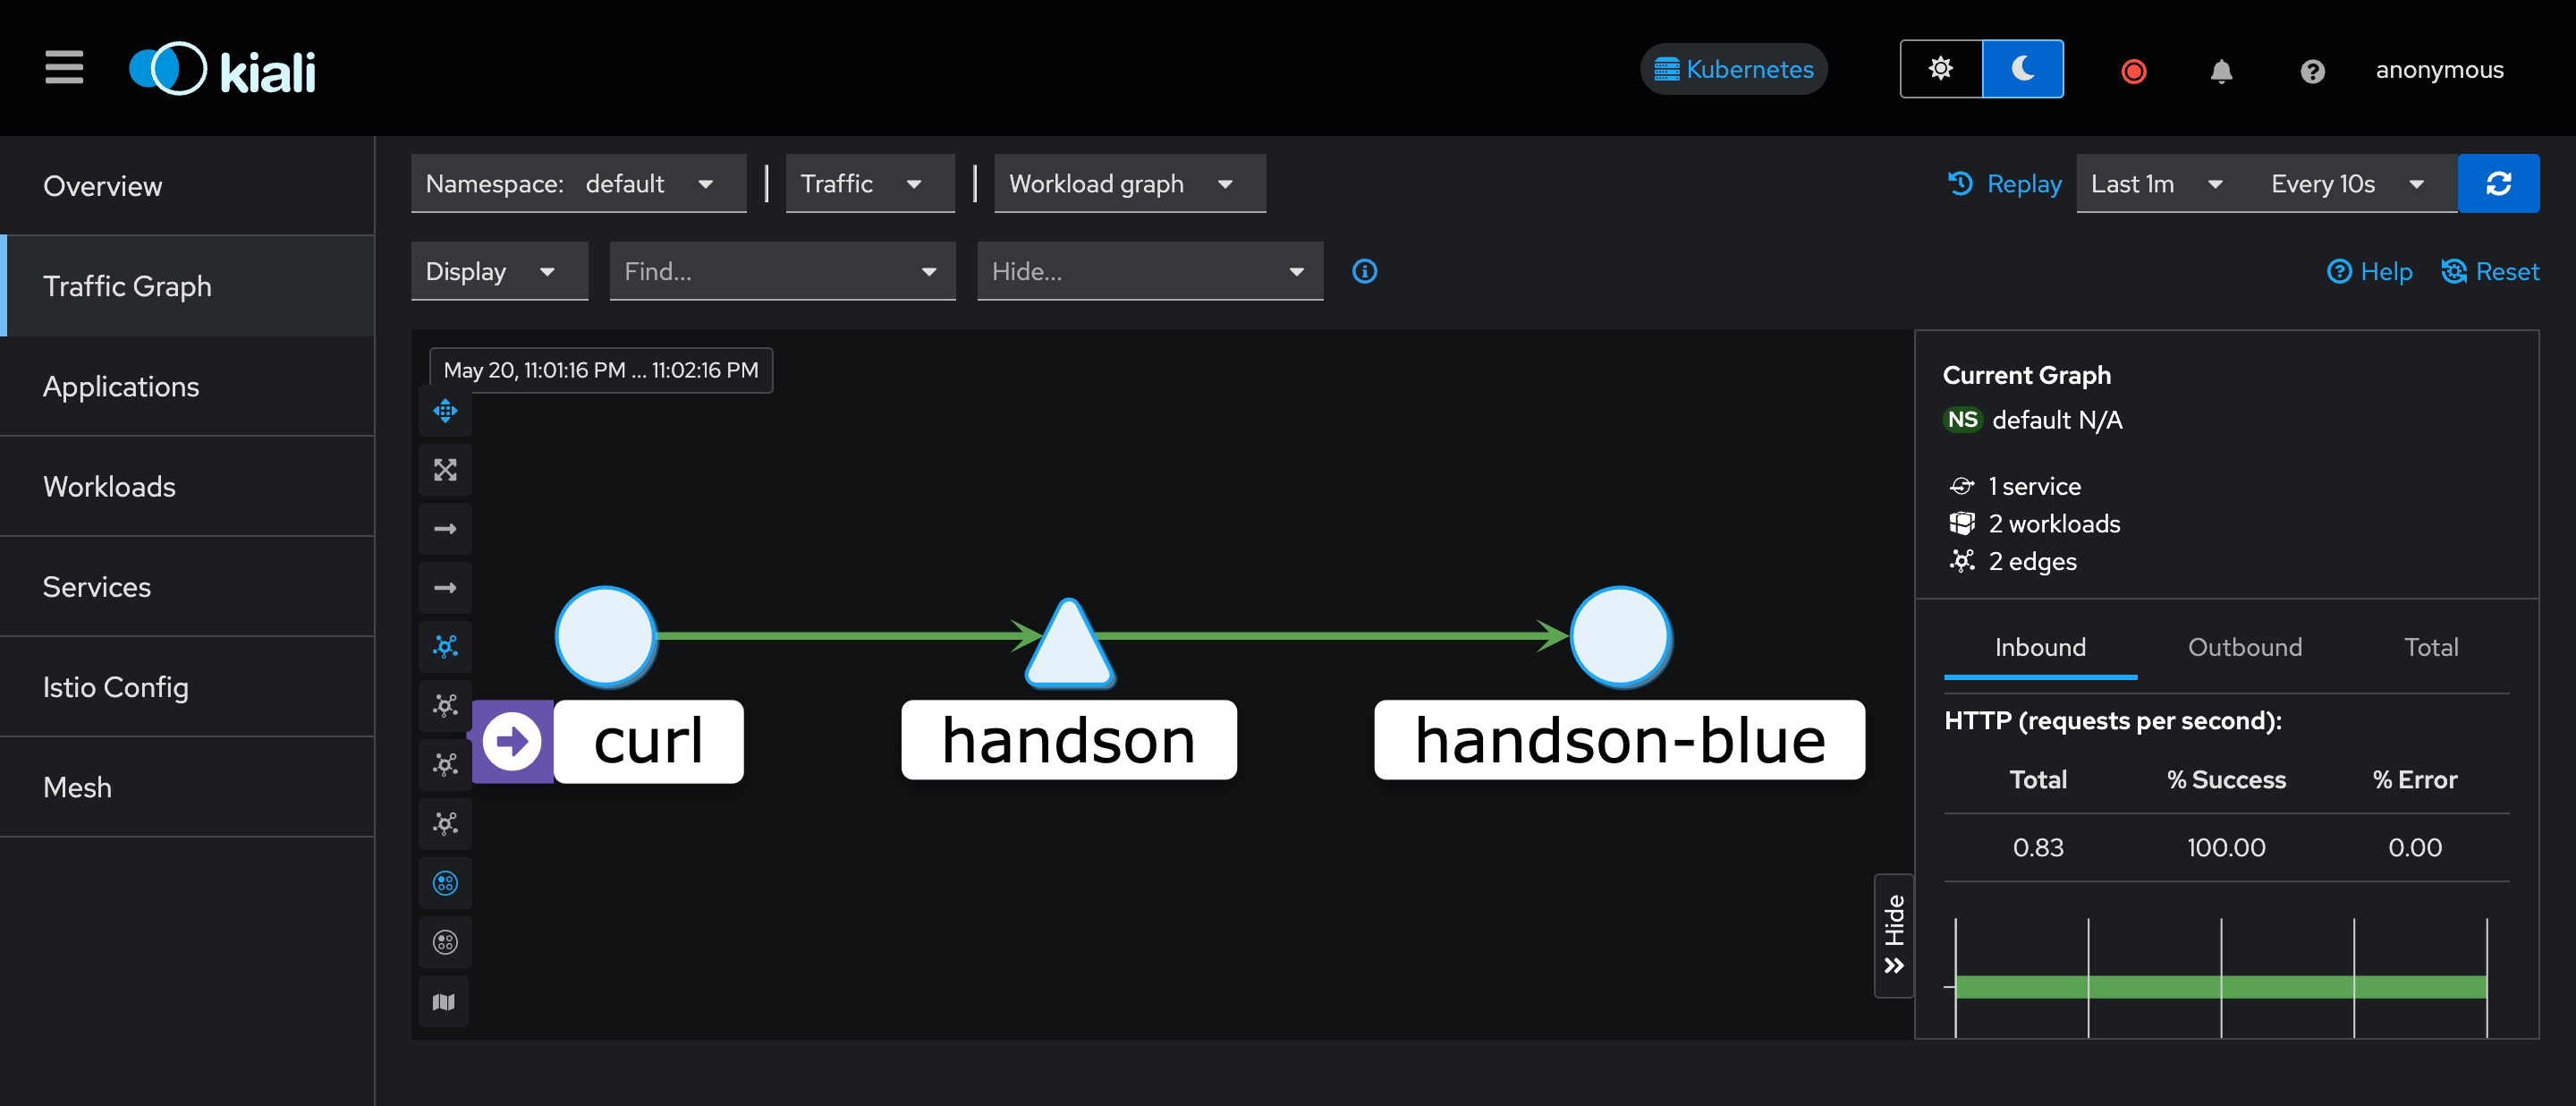 kiali
Kubernetes
anonymous
Overview
Traffic Graph
Applications
Workloads
Services
Istio Config
Mesh
Namespace: default
Traffic
Workload graph
Replay
Last 1m
Every 10s
Display
Find...
Hide...
Help
Reset
May 20, 11:01:16 PM ... 11:02:16 PM
curl
handson
handson-blue
Hide
Current Graph
NS default N/A
1 service
2 workloads
2 edges
Inbound Outbound Total
HTTP (requests per second):
Total % Success % Error
0.83 100.00 0.00